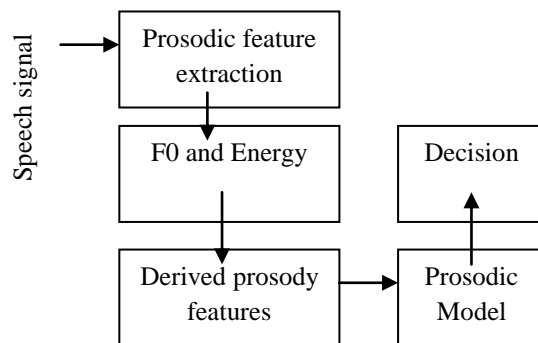 Speech signal
Prosodic feature
extraction
F0 and Energy
Derived prosody
features
Prosodic
Model
Decision